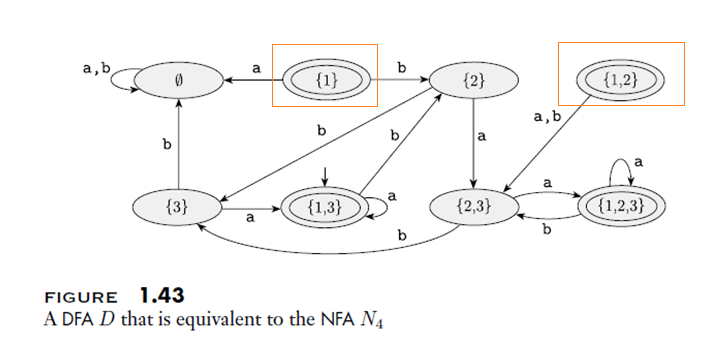 a,b
∅
a
{1}
b
{2}
{1,2}
b
b
b
a
a,b
{3}
a
{1,3}
a
{2,3}
a
b
{1,2,3}
a
b
FIGURE 1.43
A DFA D that is equivalent to the NFA N₄